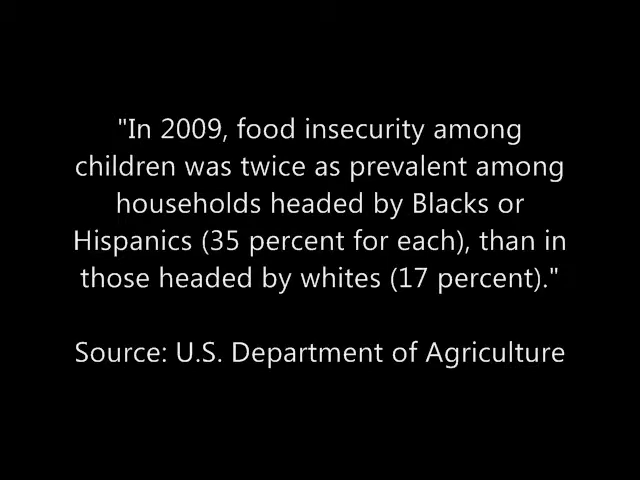 "In 2009, food insecurity among
children was twice as prevalent among
households headed by Blacks or
Hispanics (35 percent for each), than in
those headed by whites (17 percent)."
Source: U.S. Department of Agriculture